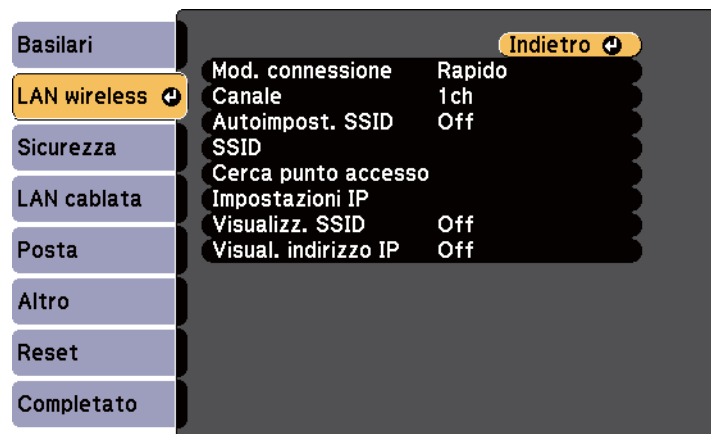 Basilari
LAN wireless
Sicurezza
LAN cablata
Posta
Altro
Reset
Completato
Indietro
Mod. connessione Rapido
Canale 1ch
Autoimpost. SSID Off
SSID
Cerca punto accesso
Impostazioni IP
Visualizz. SSID Off
Visual. indirizzo IP Off